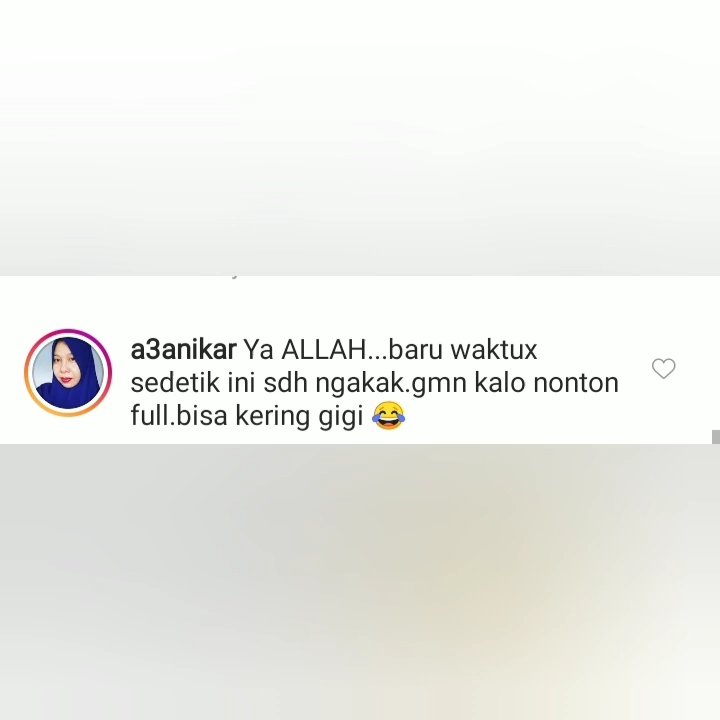 a3anikar Ya ALLAH...baru waktux
sedetik ini sdh ngakak.gmn kalo nonton
full.bisa kering gigi 😂